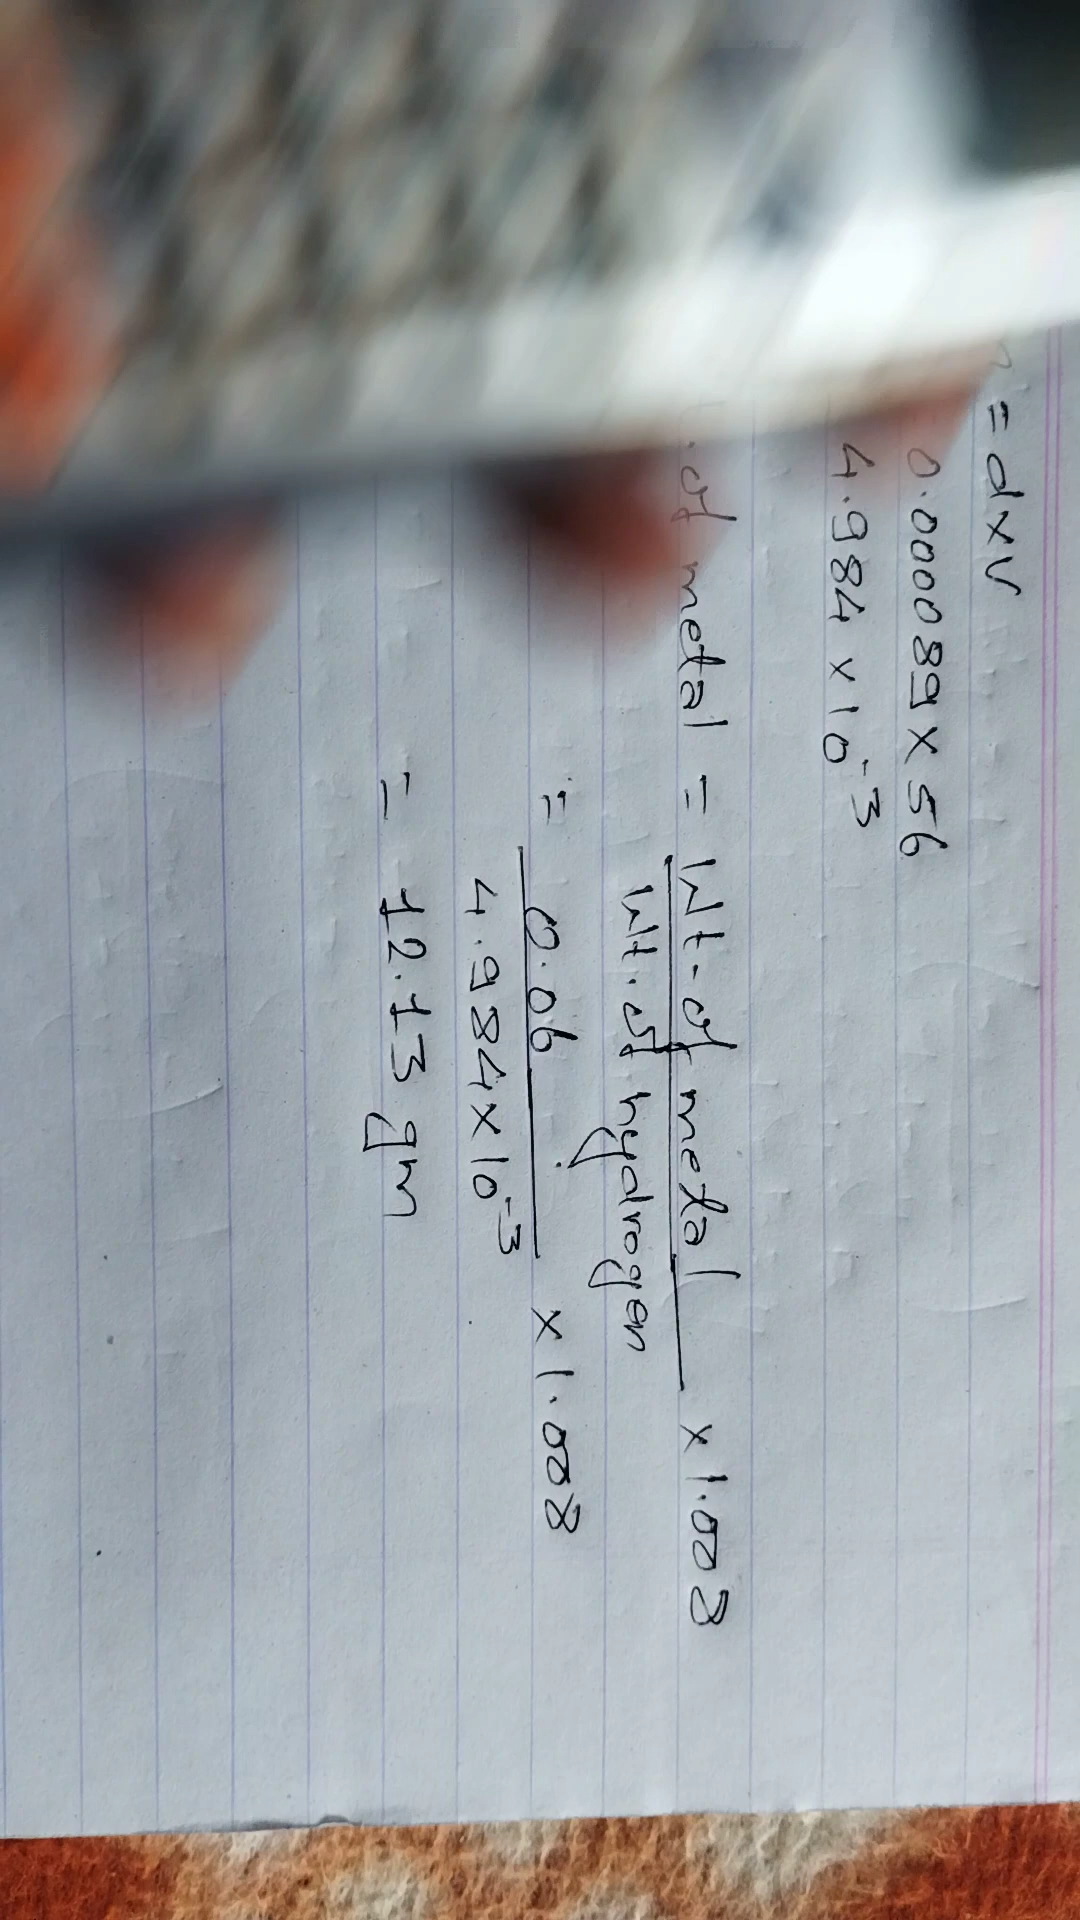 = d×V
0.000089×56
4.984 × 10⁻³
. of metal = Wt. of metal × 1.008
Wt. of hydrogen
= 0.06 × 1.008
4.984×10⁻³
= 12.13 gm